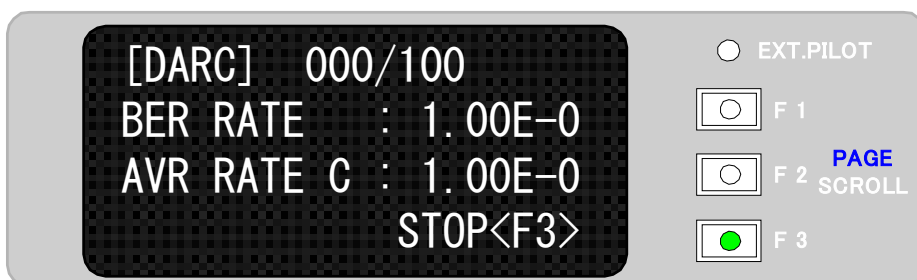 [DARC] 000/100
BER RATE : 1.00E-0
AVR RATE C : 1.00E-0
STOP<F3>
EXT.PILOT
F 1
F 2
PAGE
SCROLL
F 3